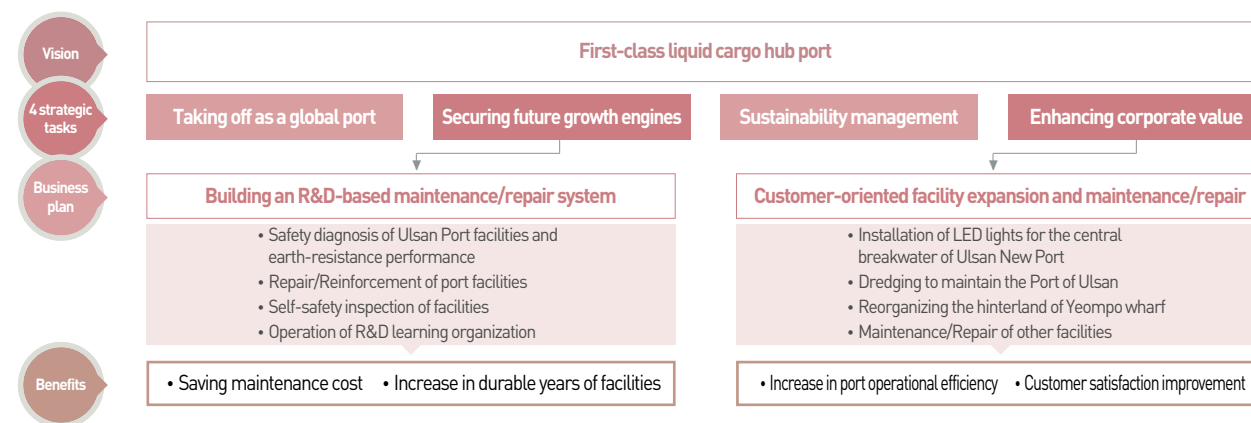 Vision
First-class liquid cargo hub port
4 strategic
tasks
Taking off as a global port
Securing future growth engines
Sustainability management
Enhancing corporate value
Business
plan
Building an R&D-based maintenance/repair system
• Safety diagnosis of Ulsan Port facilities and
earth-resistance performance
• Repair/Reinforcement of port facilities
• Self-safety inspection of facilities
• Operation of R&D learning organization
Customer-oriented facility expansion and maintenance/repair
• Installation of LED lights for the central
breakwater of Ulsan New Port
• Dredging to maintain the Port of Ulsan
• Reorganizing the hinterland of Yeompo wharf
• Maintenance/Repair of other facilities
Benefits
• Saving maintenance cost • Increase in durable years of facilities
• Increase in port operational efficiency • Customer satisfaction improvement